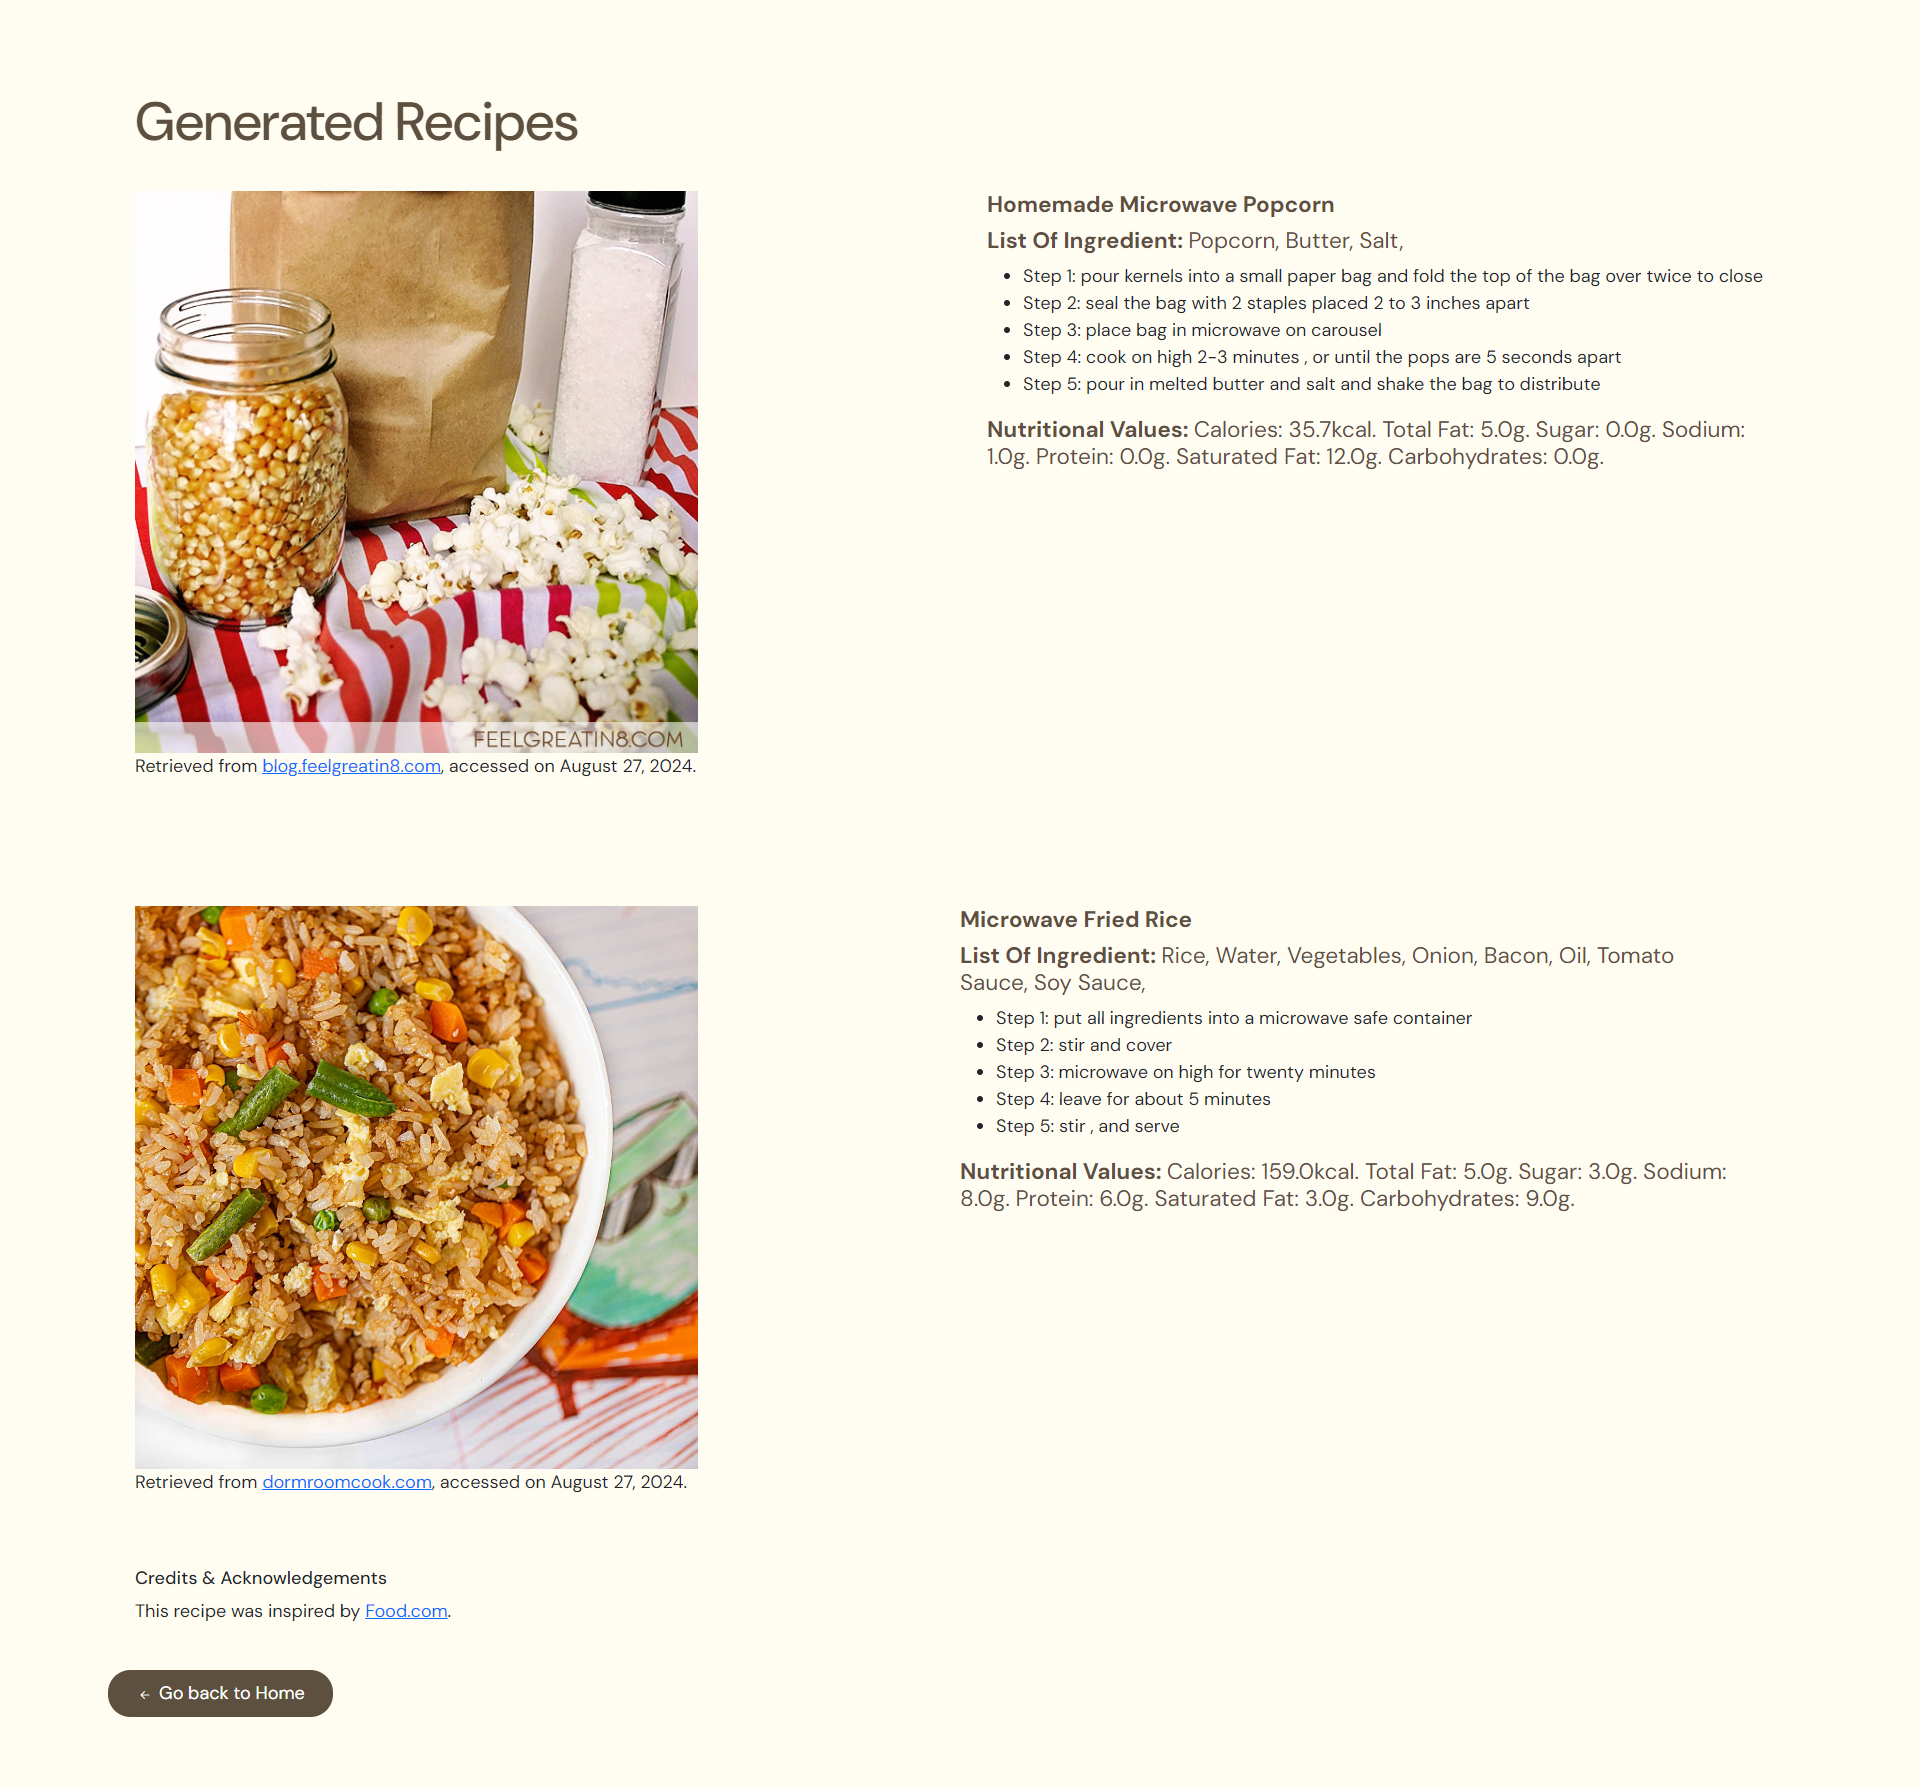 Generated Recipes
FEELGREATIN8.COM
Retrieved from blog.feelgreatin8.com, accessed on August 27, 2024.
Homemade Microwave Popcorn
List Of Ingredient: Popcorn, Butter, Salt,
• Step 1: pour kernels into a small paper bag and fold the top of the bag over twice to close
• Step 2: seal the bag with 2 staples placed 2 to 3 inches apart
• Step 3: place bag in microwave on carousel
• Step 4: cook on high 2-3 minutes , or until the pops are 5 seconds apart
• Step 5: pour in melted butter and salt and shake the bag to distribute
Nutritional Values: Calories: 35.7kcal. Total Fat: 5.0g. Sugar: 0.0g. Sodium:
1.0g. Protein: 0.0g. Saturated Fat: 12.0g. Carbohydrates: 0.0g.
Retrieved from dormroomcook.com, accessed on August 27, 2024.
Microwave Fried Rice
List Of Ingredient: Rice, Water, Vegetables, Onion, Bacon, Oil, Tomato
Sauce, Soy Sauce,
• Step 1: put all ingredients into a microwave safe container
• Step 2: stir and cover
• Step 3: microwave on high for twenty minutes
• Step 4: leave for about 5 minutes
• Step 5: stir , and serve
Nutritional Values: Calories: 159.0kcal. Total Fat: 5.0g. Sugar: 3.0g. Sodium:
8.0g. Protein: 6.0g. Saturated Fat: 3.0g. Carbohydrates: 9.0g.
Credits & Acknowledgements
This recipe was inspired by Food.com.
← Go back to Home